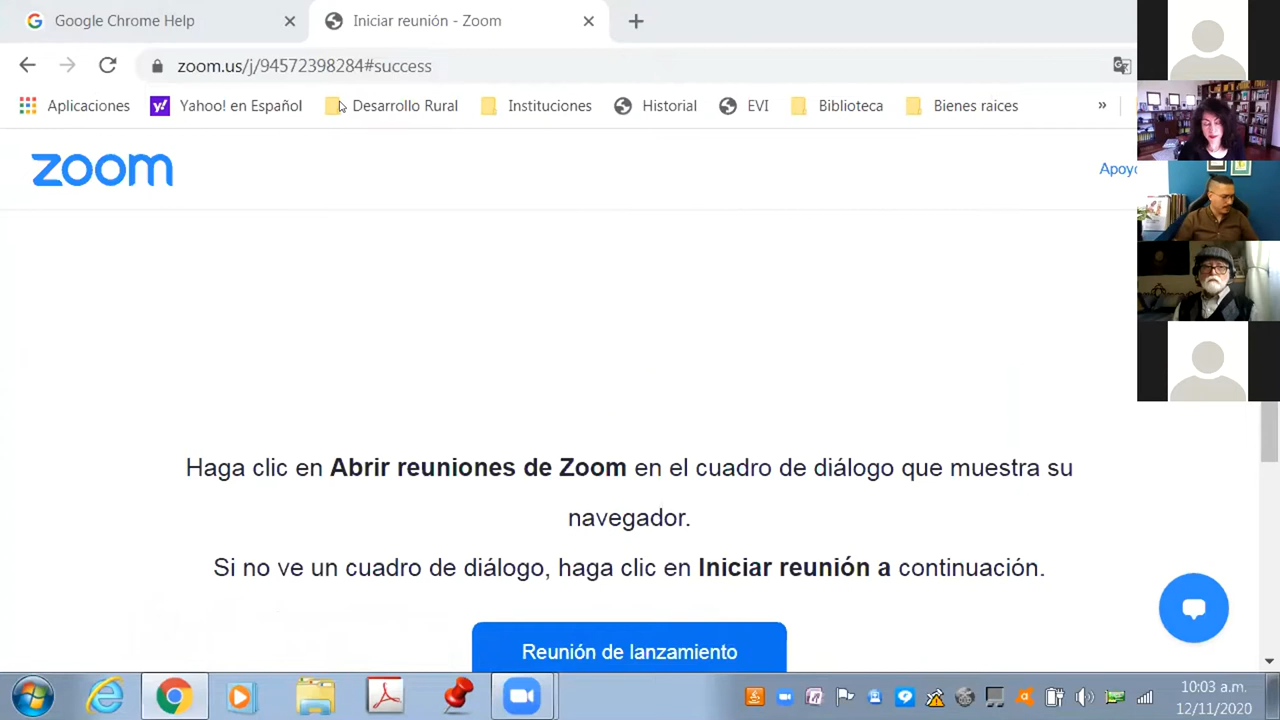 Google Chrome Help
Iniciar reunión - Zoom
zoom.us/j/94572398284#success
Aplicaciones
Yahoo! en Español
Desarrollo Rural
Instituciones
Historial
EVI
Biblioteca
Bienes raices
»
zoom
Apoyo
Haga clic en Abrir reuniones de Zoom en el cuadro de diálogo que muestra su
navegador.
Si no ve un cuadro de diálogo, haga clic en Iniciar reunión a continuación.
Reunión de lanzamiento
10:03 a.m.
12/11/2020